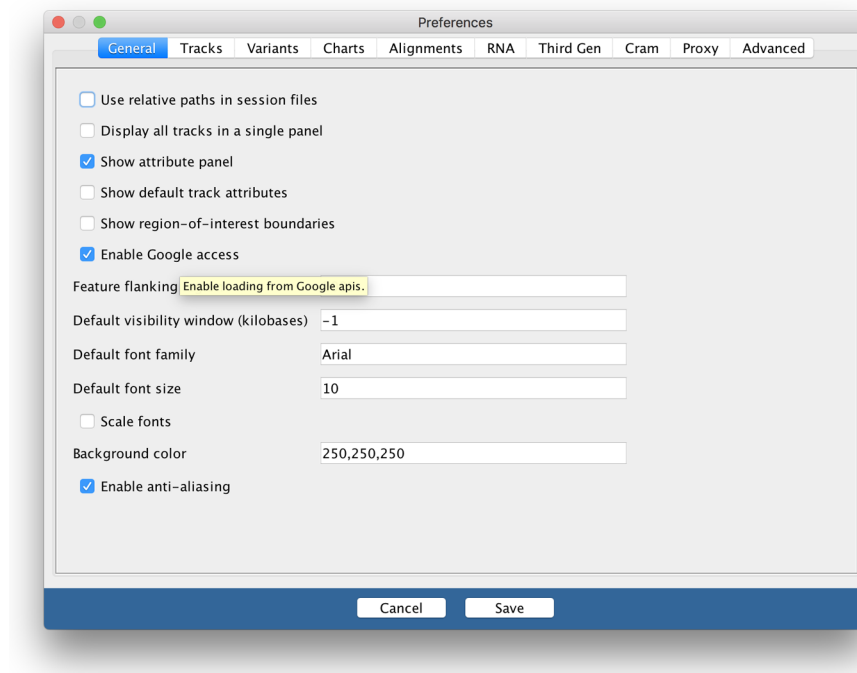 Preferences
General Tracks Variants Charts Alignments RNA Third Gen Cram Proxy Advanced
Use relative paths in session files
Display all tracks in a single panel
Show attribute panel
Show default track attributes
Show region-of-interest boundaries
Enable Google access
Feature flanking
Enable loading from Google apis.
Default visibility window (kilobases) -1
Default font family Arial
Default font size 10
Scale fonts
Background color 250,250,250
Enable anti-aliasing
Cancel Save